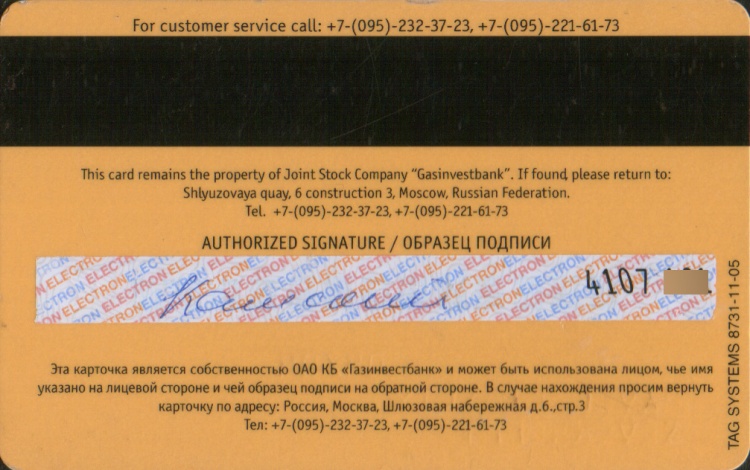 For customer service call: +7-(095)-232-37-23, +7-(095)-221-61-73
This card remains the property of Joint Stock Company “Gasinvestbank”. If found, please return to:
Shlyuzovaya quay, 6 construction 3, Moscow, Russian Federation.
Tel. +7-(095)-232-37-23, +7-(095)-221-61-73
AUTHORIZED SIGNATURE / ОБРАЗЕЦ ПОДПИСИ
ELECTRON ELECTRON ELECTRON ELECTRON ELECTRON
4107
Эта карточка является собственностью ОАО КБ «Газинвестбанк» и может быть использована лицом, чье имя
указано на лицевой стороне и чей образец подписи на обратной стороне. В случае нахождения просим вернуть
карточку по адресу: Россия, Москва, Шлюзовая набережная д.6.,стр.3
Тел: +7-(095)-232-37-23, +7-(095)-221-61-73
TAG SYSTEMS 8731-11-05